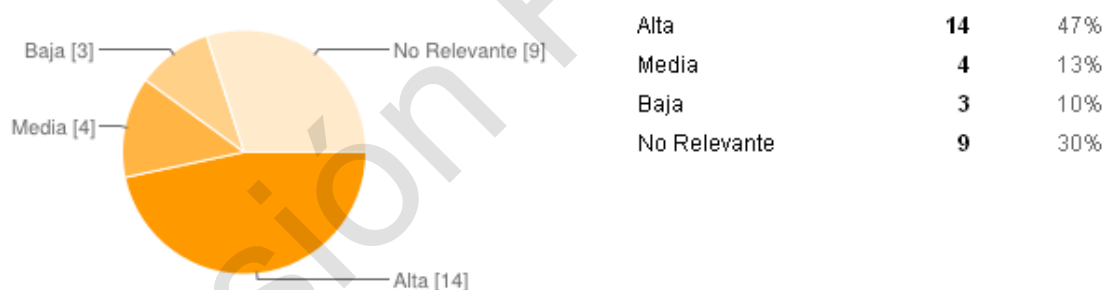 Baja [3]
No Relevante [9]
Media [4]
Alta [14]
Alta 14 47%
Media 4 13%
Baja 3 10%
No Relevante 9 30%